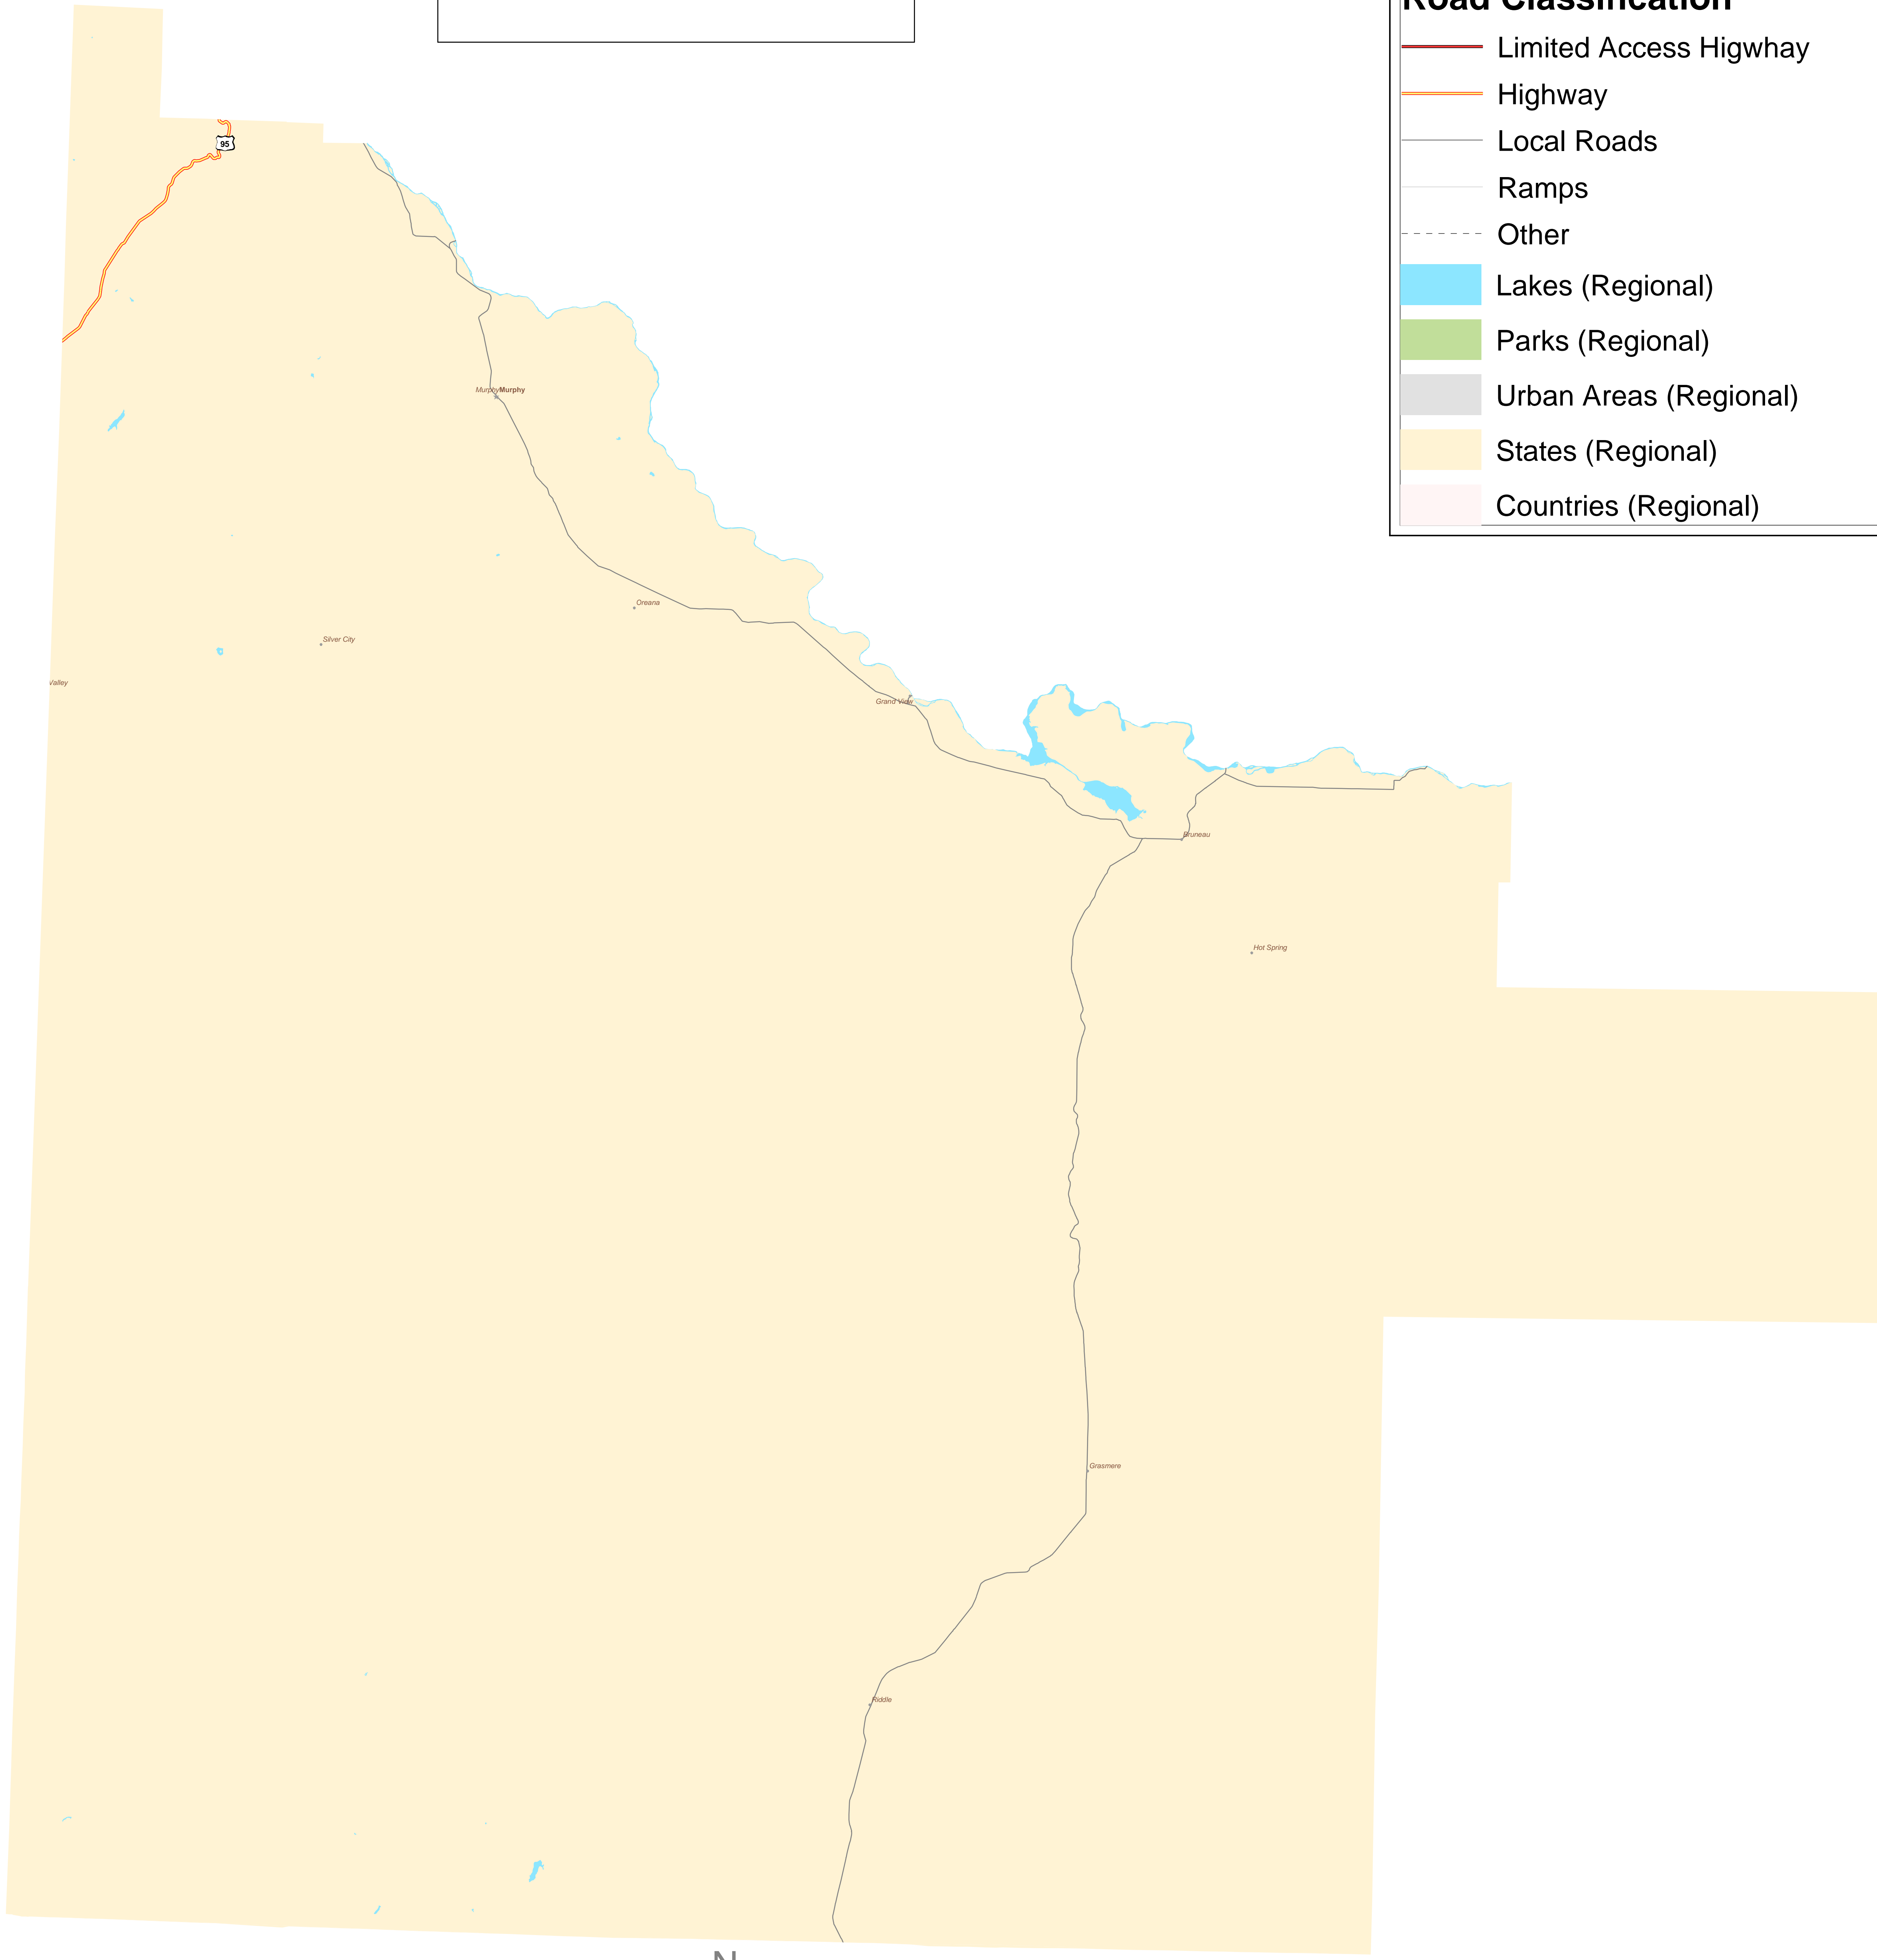 Road Classification
Limited Access Higwhay
Highway
Local Roads
Ramps
Other
Lakes (Regional)
Parks (Regional)
Urban Areas (Regional)
States (Regional)
Countries (Regional)
95
Murphy Murphy
Oreana
Silver City
Valley
Grand View
Bruneau
Hot Spring
Grasmere
Riddle
N